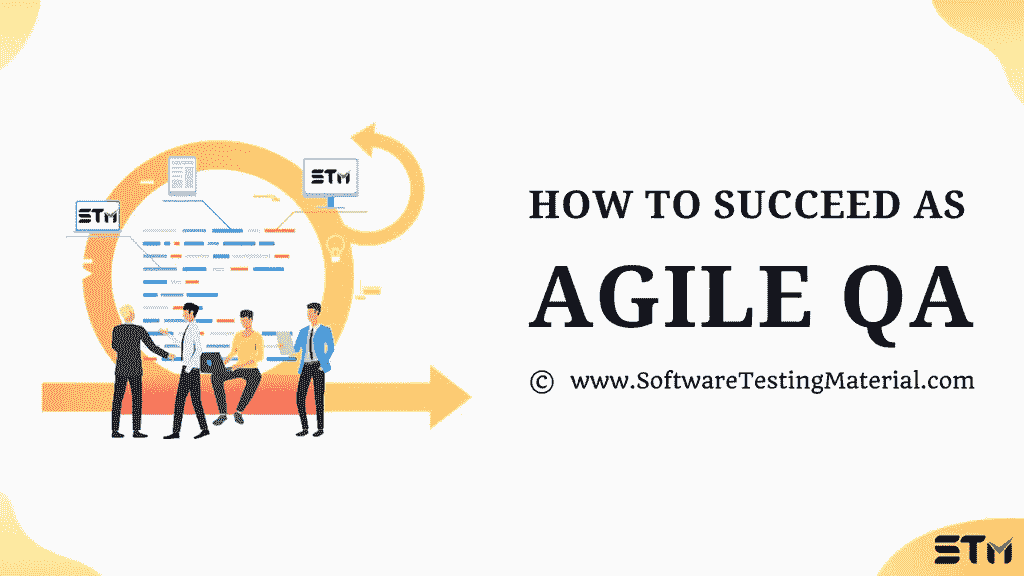 STM
STM
HOW TO SUCCEED AS
AGILE QA
© www.SoftwareTestingMaterial.com
STM